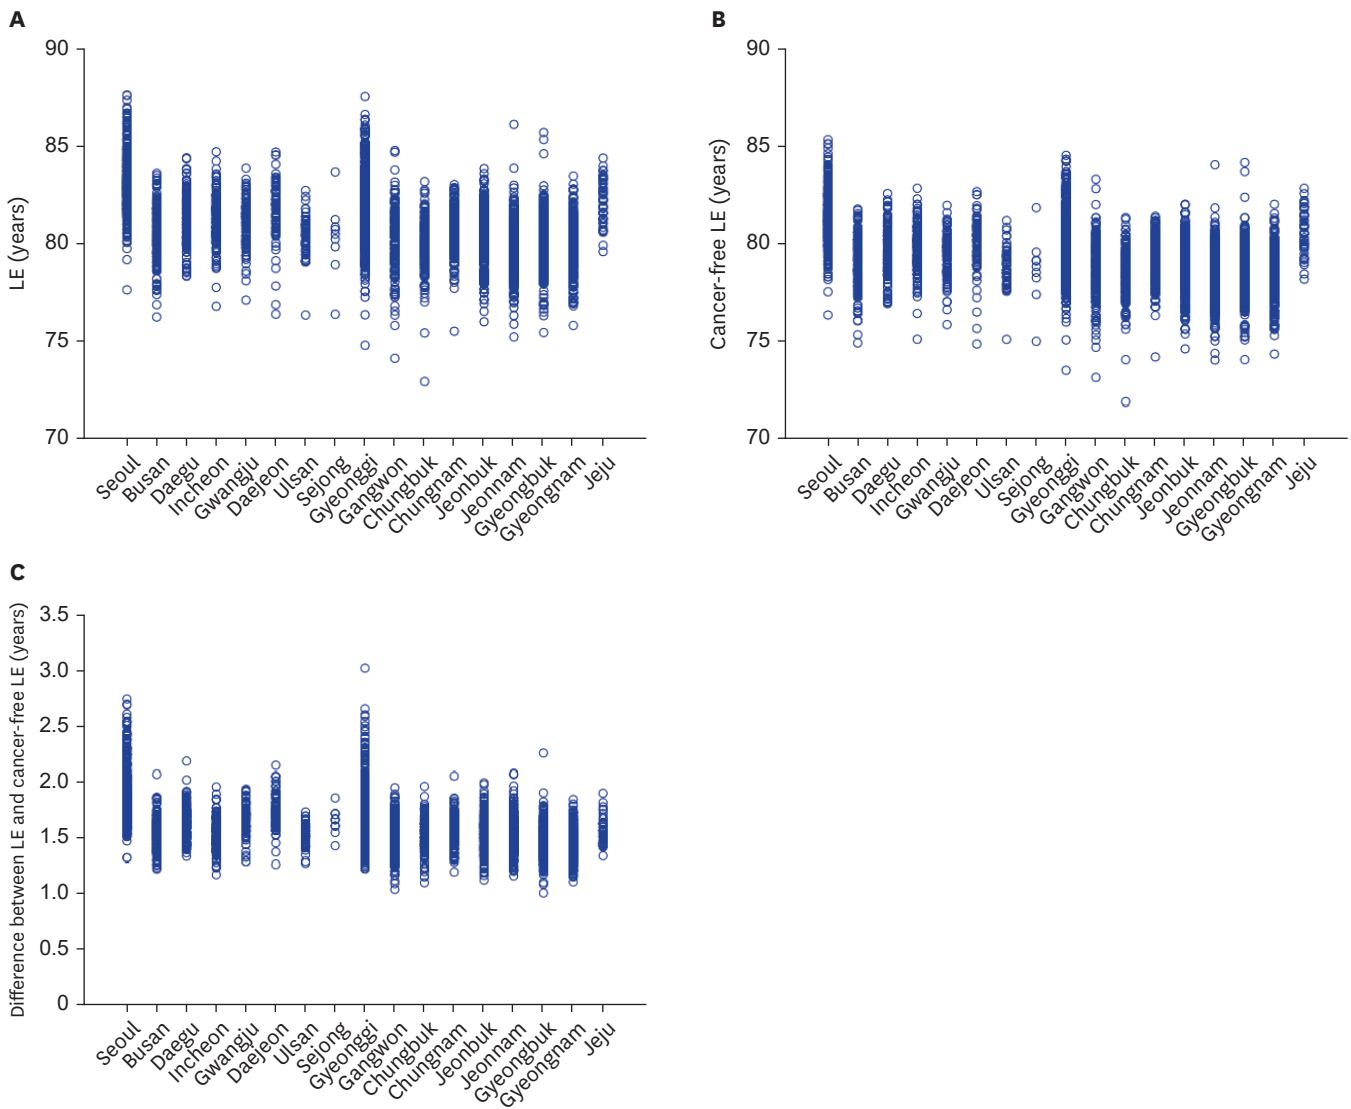 A
90
85
80
75
70
LE (years)
Seoul
Busan
Daegu
Incheon
Gwangju
Daejeon
Ulsan
Sejong
Gyeonggi
Gangwon
Chungbuk
Chungnam
Jeonbuk
Jeonnam
Gyeongbuk
Gyeongnam
Jeju
B
90
85
80
75
70
Cancer-free LE (years)
Seoul
Busan
Daegu
Incheon
Gwangju
Daejeon
Ulsan
Sejong
Gyeonggi
Gangwon
Chungbuk
Chungnam
Jeonbuk
Jeonnam
Gyeongbuk
Gyeongnam
Jeju
C
3.5
3.0
2.5
2.0
1.5
1.0
0.5
0
Difference between LE and cancer-free LE (years)
Seoul
Busan
Daegu
Incheon
Gwangju
Daejeon
Ulsan
Sejong
Gyeonggi
Gangwon
Chungbuk
Chungnam
Jeonbuk
Jeonnam
Gyeongbuk
Gyeongnam
Jeju